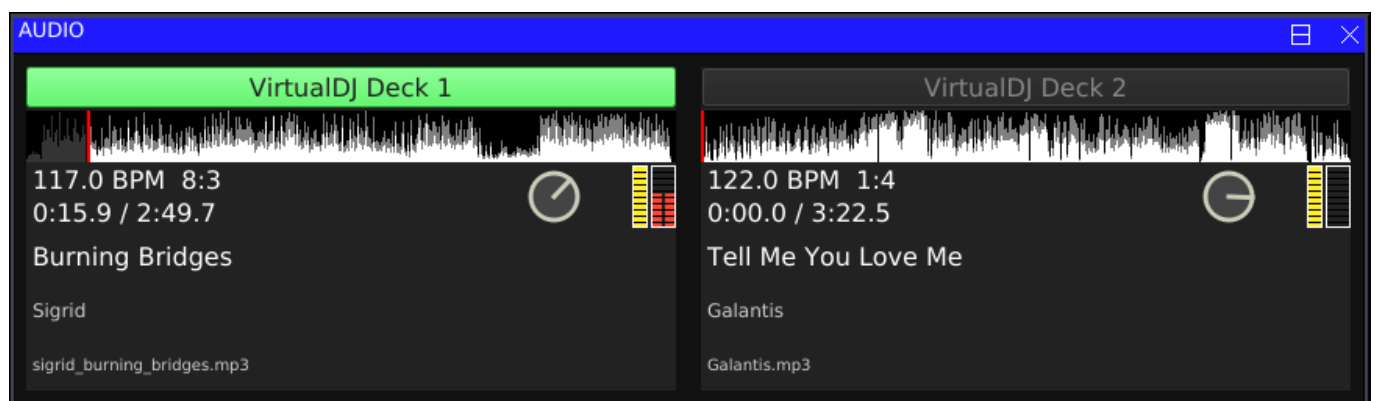 AUDIO
VirtualDJ Deck 1
117.0 BPM 8:3
0:15.9 / 2:49.7
Burning Bridges
Sigrid
sigrid_burning_bridges.mp3
VirtualDJ Deck 2
122.0 BPM 1:4
0:00.0 / 3:22.5
Tell Me You Love Me
Galantis
Galantis.mp3